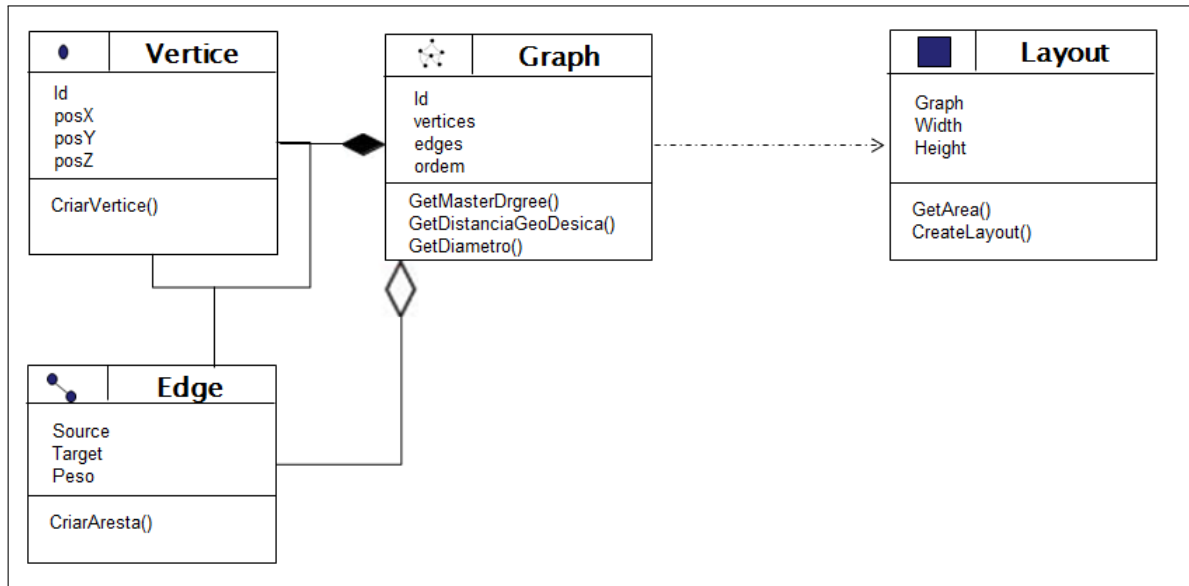 Vertice
Id
posX
posY
posZ
CriarVertice()
Graph
Id
vertices
edges
ordem
GetMasterDrgree()
GetDistanciaGeoDesica()
GetDiametro()
Layout
Graph
Width
Height
GetArea()
CreateLayout()
Edge
Source
Target
Peso
CriarAresta()